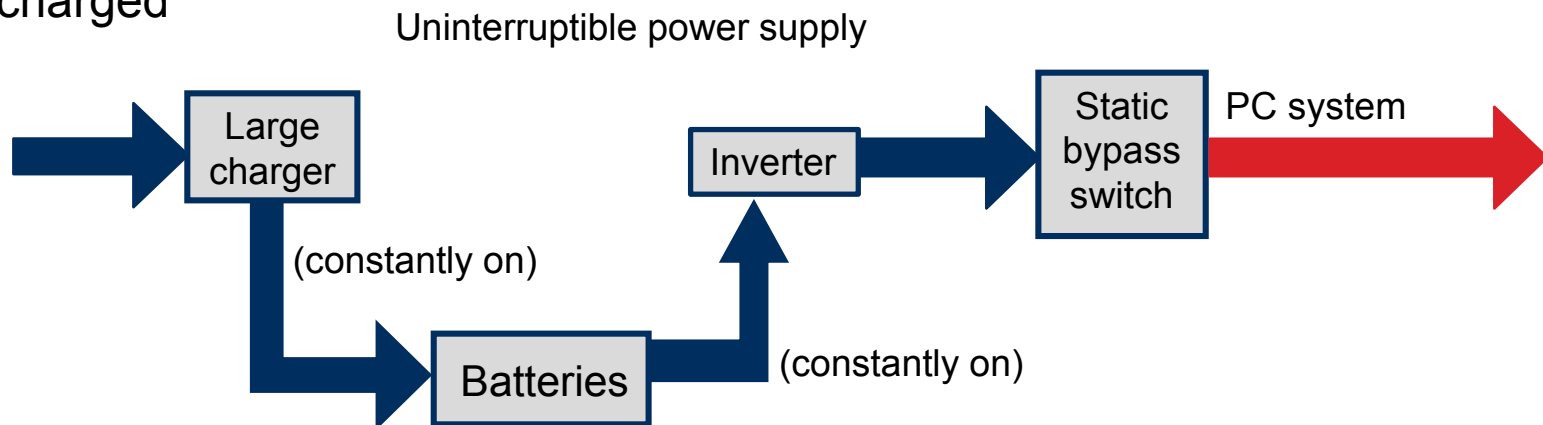 charged
Uninterruptible power supply
Large
charger
Inverter
Static
bypass
switch
PC system
(constantly on)
Batteries
(constantly on)